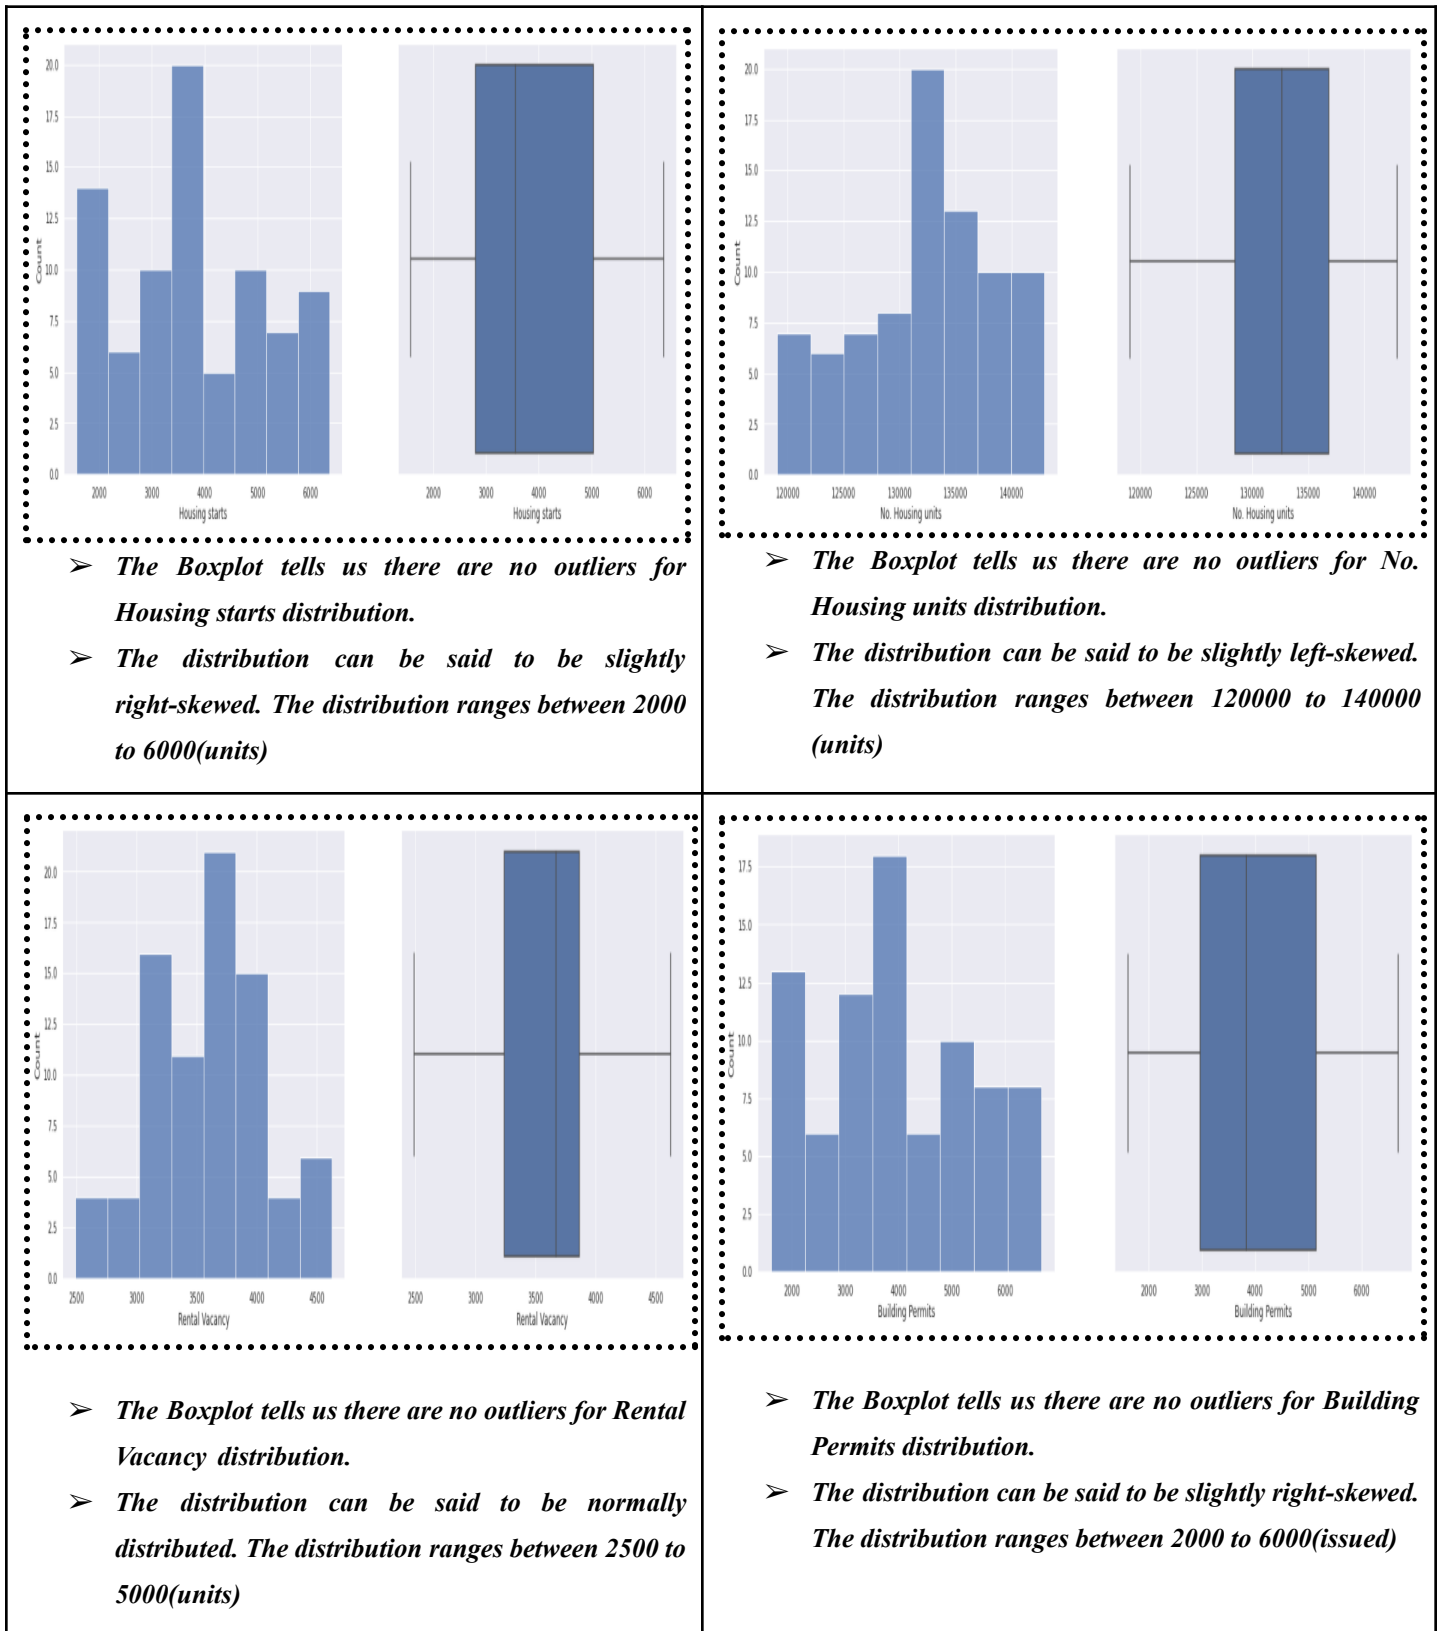 20.0
17.5
15.0
12.5
10.0
7.5
5.0
2.5
0.0
Count
2000 3000 4000 5000 6000
Housing starts
2000 3000 4000 5000 6000
Housing starts
➢ The Boxplot tells us there are no outliers for
Housing starts distribution.
➢ The distribution can be said to be slightly
right-skewed. The distribution ranges between 2000
to 6000(units)
20.0
17.5
15.0
12.5
10.0
7.5
5.0
2.5
0.0
Count
120000 125000 130000 135000 140000
No. Housing units
120000 125000 130000 135000 140000
No. Housing units
➢ The Boxplot tells us there are no outliers for No.
Housing units distribution.
➢ The distribution can be said to be slightly left-skewed.
The distribution ranges between 120000 to 140000
(units)
20.0
17.5
15.0
12.5
10.0
7.5
5.0
2.5
0.0
Count
2500 3000 3500 4000 4500
Rental Vacancy
2500 3000 3500 4000 4500
Rental Vacancy
➢ The Boxplot tells us there are no outliers for Rental
Vacancy distribution.
➢ The distribution can be said to be normally
distributed. The distribution ranges between 2500 to
5000(units)
17.5
15.0
12.5
10.0
7.5
5.0
2.5
0.0
Count
2000 3000 4000 5000 6000
Building Permits
2000 3000 4000 5000 6000
Building Permits
➢ The Boxplot tells us there are no outliers for Building
Permits distribution.
➢ The distribution can be said to be slightly right-skewed.
The distribution ranges between 2000 to 6000(issued)